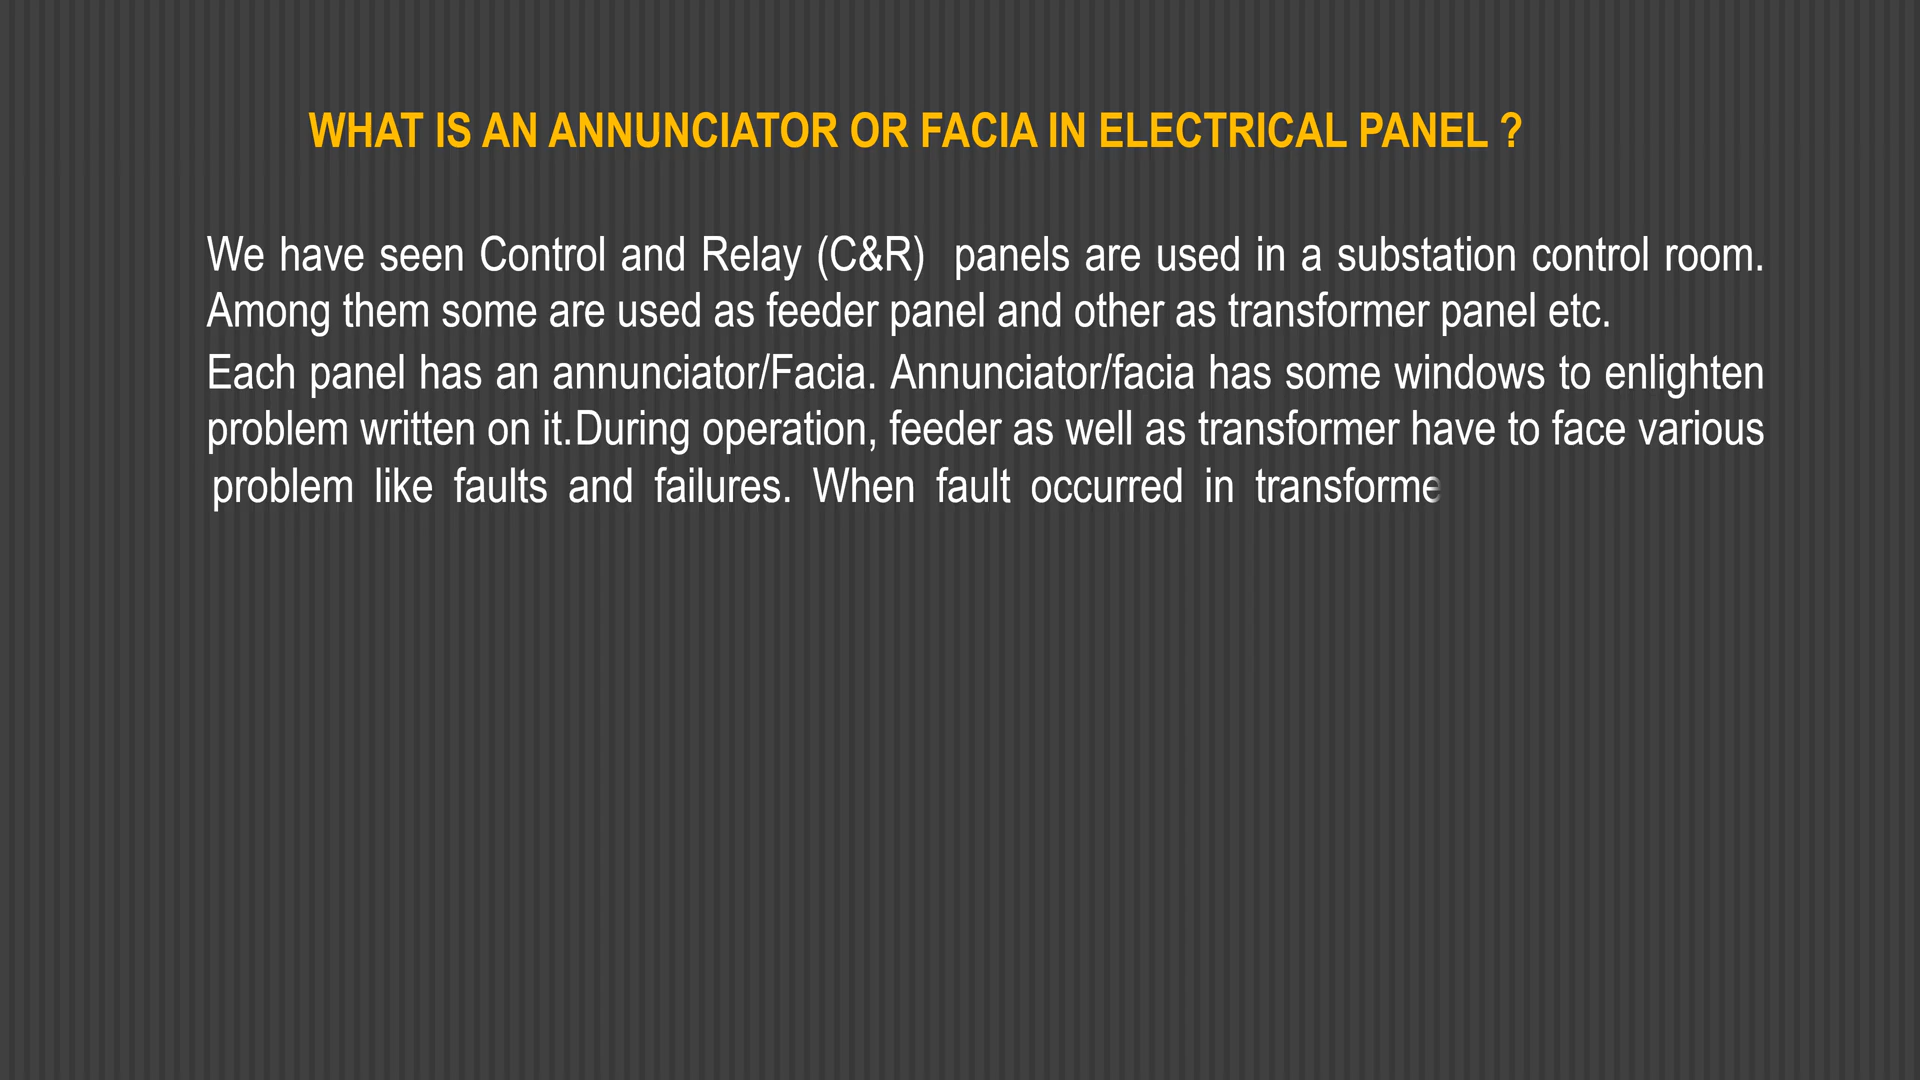 WHAT IS AN ANNUNCIATOR OR FACIA IN ELECTRICAL PANEL ?
We have seen Control and Relay (C&R) panels are used in a substation control room.
Among them some are used as feeder panel and other as transformer panel etc.
Each panel has an annunciator/Facia. Annunciator/facia has some windows to enlighten
problem written on it.During operation, feeder as well as transformer have to face various
problem like faults and failures. When fault occurred in transforme